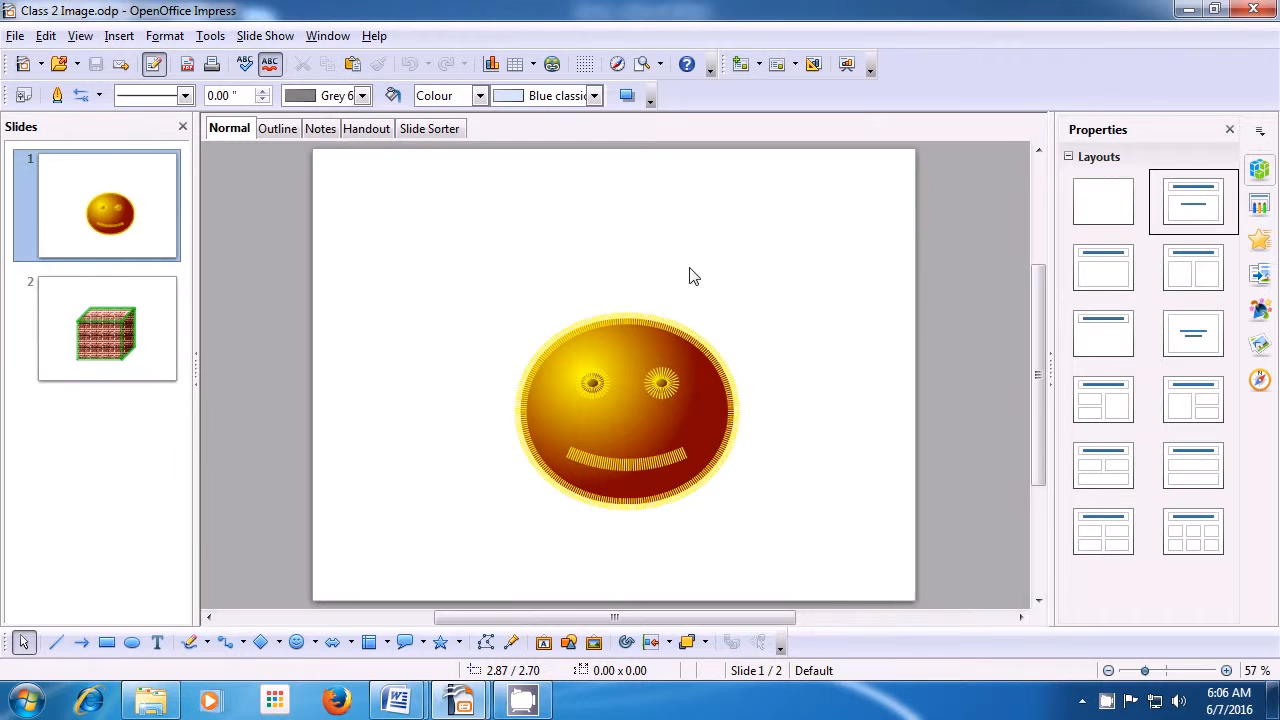 Class 2 Image.odp - OpenOffice Impress
File Edit View Insert Format Tools Slide Show Window Help
ABC ABC
0.00 " Grey 6 Colour Blue classic
Slides Normal Outline Notes Handout Slide Sorter Properties
Layouts
1
2
T
2.87 / 2.70 0.00 x 0.00 Slide 1 / 2 Default 57 %
6:06 AM
6/7/2016